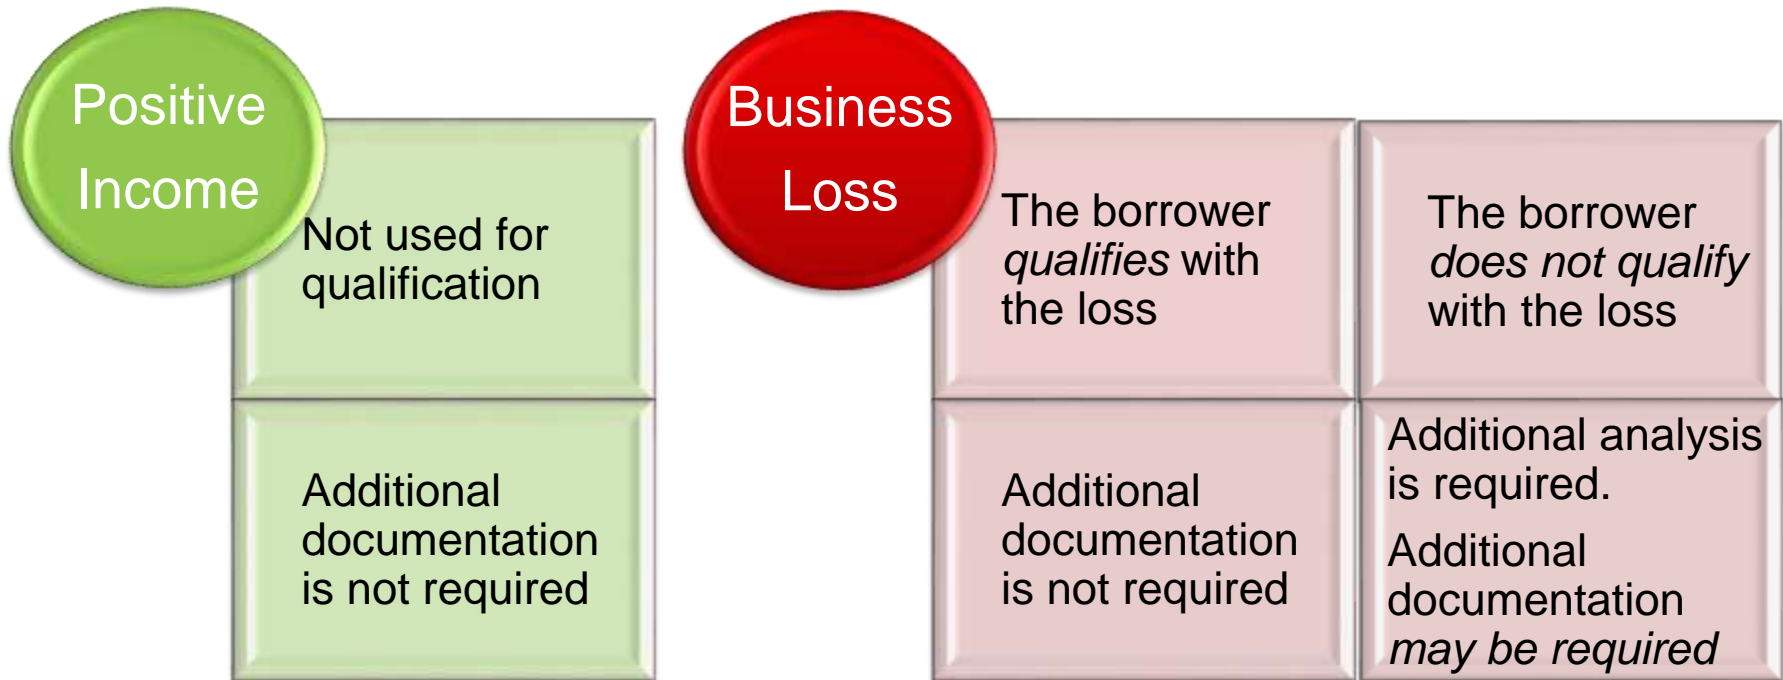 Positive
Income
Not used for
qualification
Additional
documentation
is not required
Business
Loss
The borrower
qualifies with
the loss
Additional
documentation
is not required
The borrower
does not qualify
with the loss
Additional analysis
is required.
Additional
documentation
may be required